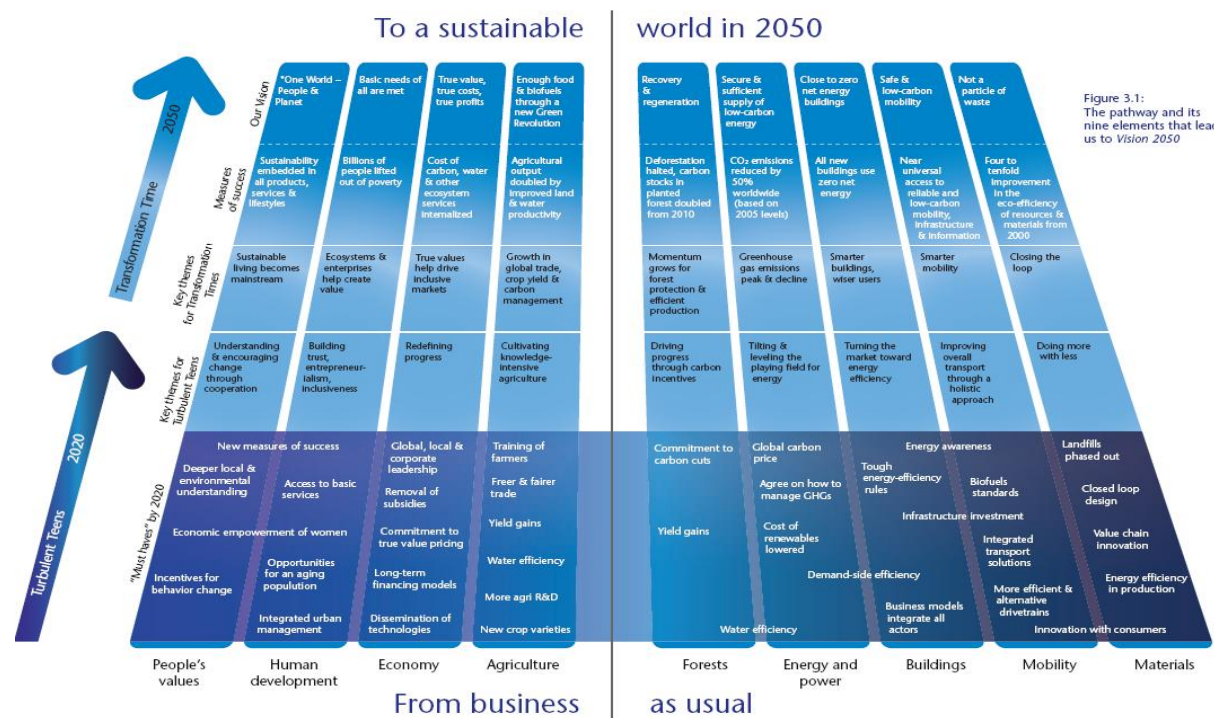 To a sustainable
world in 2050
2050
Transformation Time
2020
Turbulent Teens
Our Vision
"One World –
People &
Planet
Basic needs of
all are met
True value,
true costs,
true profits
Enough food
& biofuels
through a
new Green
Revolution
Recovery
&
regeneration
Secure &
sufficient
supply of
low-carbon
energy
Close to zero
net energy
buildings
Safe &
low-carbon
mobility
Not a
particle of
waste
Figure 3.1:
The pathway and its
nine elements that lead
us to Vision 2050
Measures
of success
Sustainability
embedded in
all products,
services &
lifestyles
Billions of
people lifted
out of poverty
Cost of
carbon, water
& other
ecosystem
services
internalized
Agricultural
output
doubled by
improved land
& water
productivity
Deforestation
halted, carbon
stocks in
planted
forest doubled
from 2010
CO₂ emissions
reduced by
50%
worldwide
(based on
2005 levels)
All new
buildings use
zero net
energy
Near
universal
access to
reliable and
low-carbon
mobility,
infrastructure
& information
Four to
tenfold
improvement
in the
eco-efficiency
of resources &
materials from
2000
Key themes
for Transformation
Times
Sustainable
living becomes
mainstream
Ecosystems &
enterprises
help create
value
True values
help drive
inclusive
markets
Growth in
global trade,
crop yield &
carbon
management
Momentum
grows for
forest
protection &
efficient
production
Greenhouse
gas emissions
peak & decline
Smarter
buildings,
wiser users
Smarter
mobility
Closing the
loop
Key themes for
Turbulent Teens
Understanding
& encouraging
change
through
cooperation
Building
trust,
entrepreneur-
ialism,
inclusiveness
Redefining
progress
Cultivating
knowledge-
intensive
agriculture
Driving
progress
through carbon
incentives
Tilting &
leveling the
playing field for
energy
Turning the
market toward
energy
efficiency
Improving
overall
transport
through a
holistic
approach
Doing more
with less
"Must haves" by 2020
New measures of success
Deeper local &
environmental
understanding
Access to basic
services
Economic empowerment of women
Incentives for
behavior change
Opportunities
for an aging
population
Integrated urban
management
Global, local &
corporate
leadership
Removal of
subsidies
Commitment to
true value pricing
Long-term
financing models
Dissemination of
technologies
Training of
farmers
Freer & fairer
trade
Yield gains
Water efficiency
More agri R&D
New crop varieties
Commitment to
carbon cuts
Yield gains
Water efficiency
Global carbon
price
Agree on how to
manage GHGs
Cost of
renewables
lowered
Demand-side efficiency
Energy awareness
Tough
energy-efficiency
rules
Infrastructure investment
Business models
integrate all
actors
Biofuels
standards
Integrated
transport
solutions
More efficient &
alternative
drivetrains
Innovation with consumers
Landfills
phased out
Closed loop
design
Value chain
innovation
Energy efficiency
in production
People's
values
Human
development
Economy
Agriculture
Forests
Energy and
power
Buildings
Mobility
Materials
From business
as usual